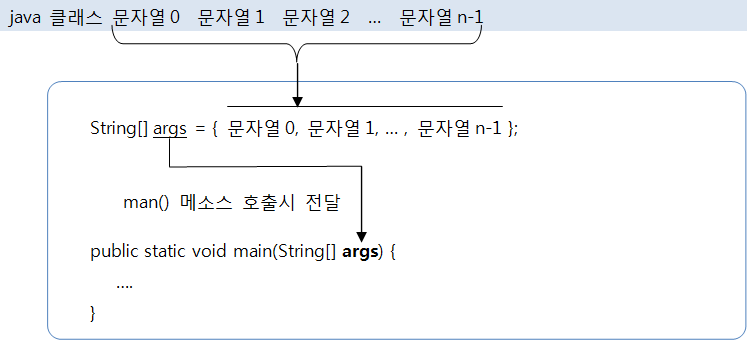 java 클래스 문자열 0 문자열 1 문자열 2 ... 문자열 n-1
String[] args = { 문자열 0, 문자열 1, ... , 문자열 n-1 };
man() 메소스 호출시 전달
public static void main(String[] args) {
....
}